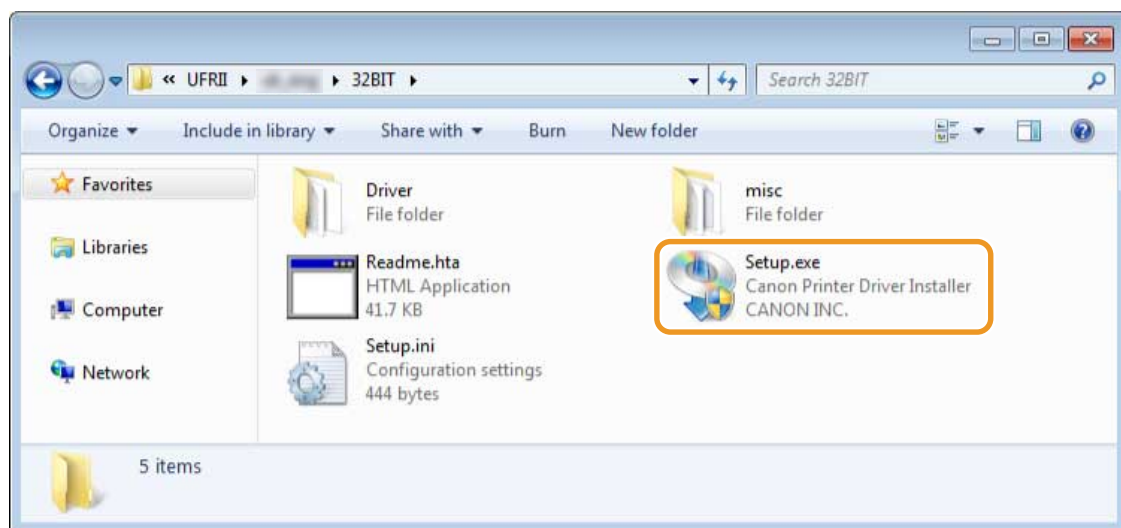 « UFRII ▸ ▸ 32BIT ▸
Search 32BIT
Organize ▾ Include in library ▾ Share with ▾ Burn New folder
Favorites
Libraries
Computer
Network
Driver
File folder
misc
File folder
Readme.hta
HTML Application
41.7 KB
Setup.exe
Canon Printer Driver Installer
CANON INC.
Setup.ini
Configuration settings
444 bytes
5 items